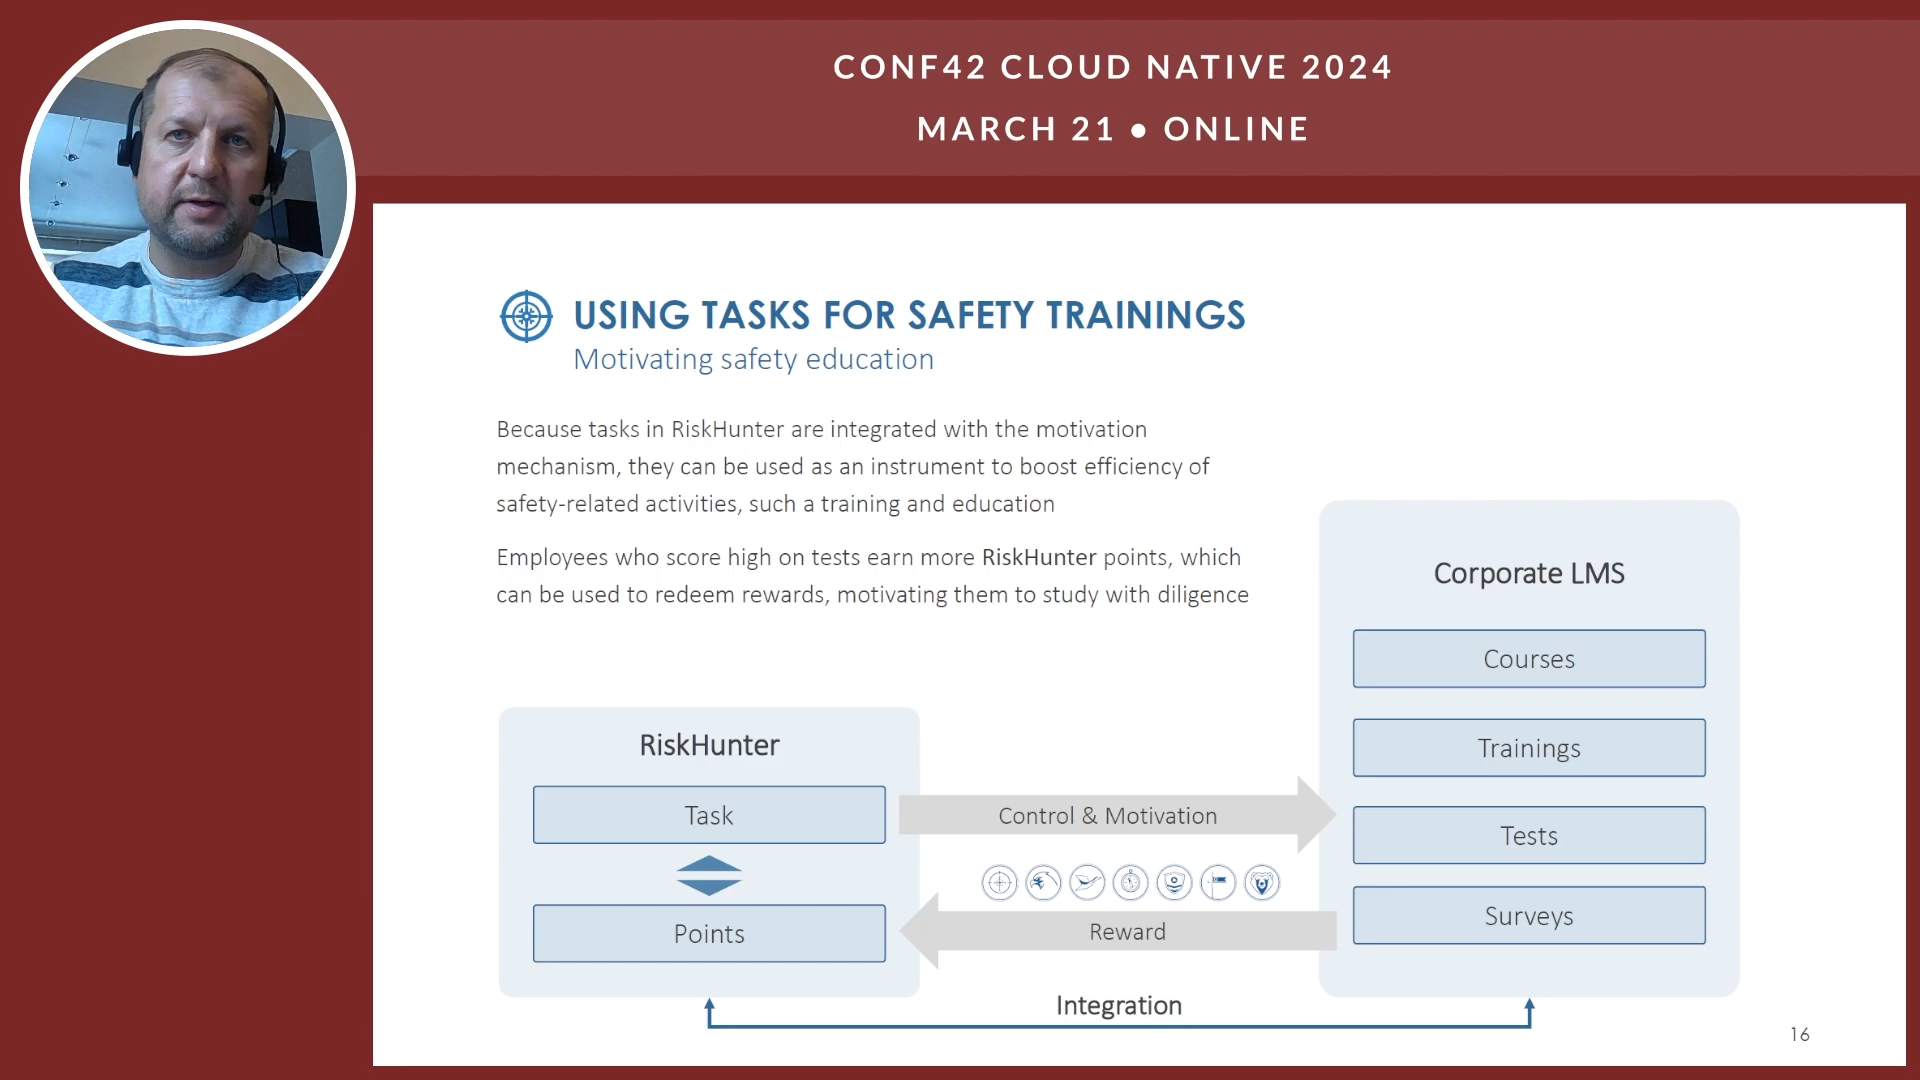 CONF42 CLOUD NATIVE 2024
MARCH 21 • ONLINE
USING TASKS FOR SAFETY TRAININGS
Motivating safety education
Because tasks in RiskHunter are integrated with the motivation
mechanism, they can be used as an instrument to boost efficiency of
safety-related activities, such a training and education
Employees who score high on tests earn more RiskHunter points, which
can be used to redeem rewards, motivating them to study with diligence
RiskHunter
Task
Points
Control & Motivation
Reward
Integration
Corporate LMS
Courses
Trainings
Tests
Surveys
16